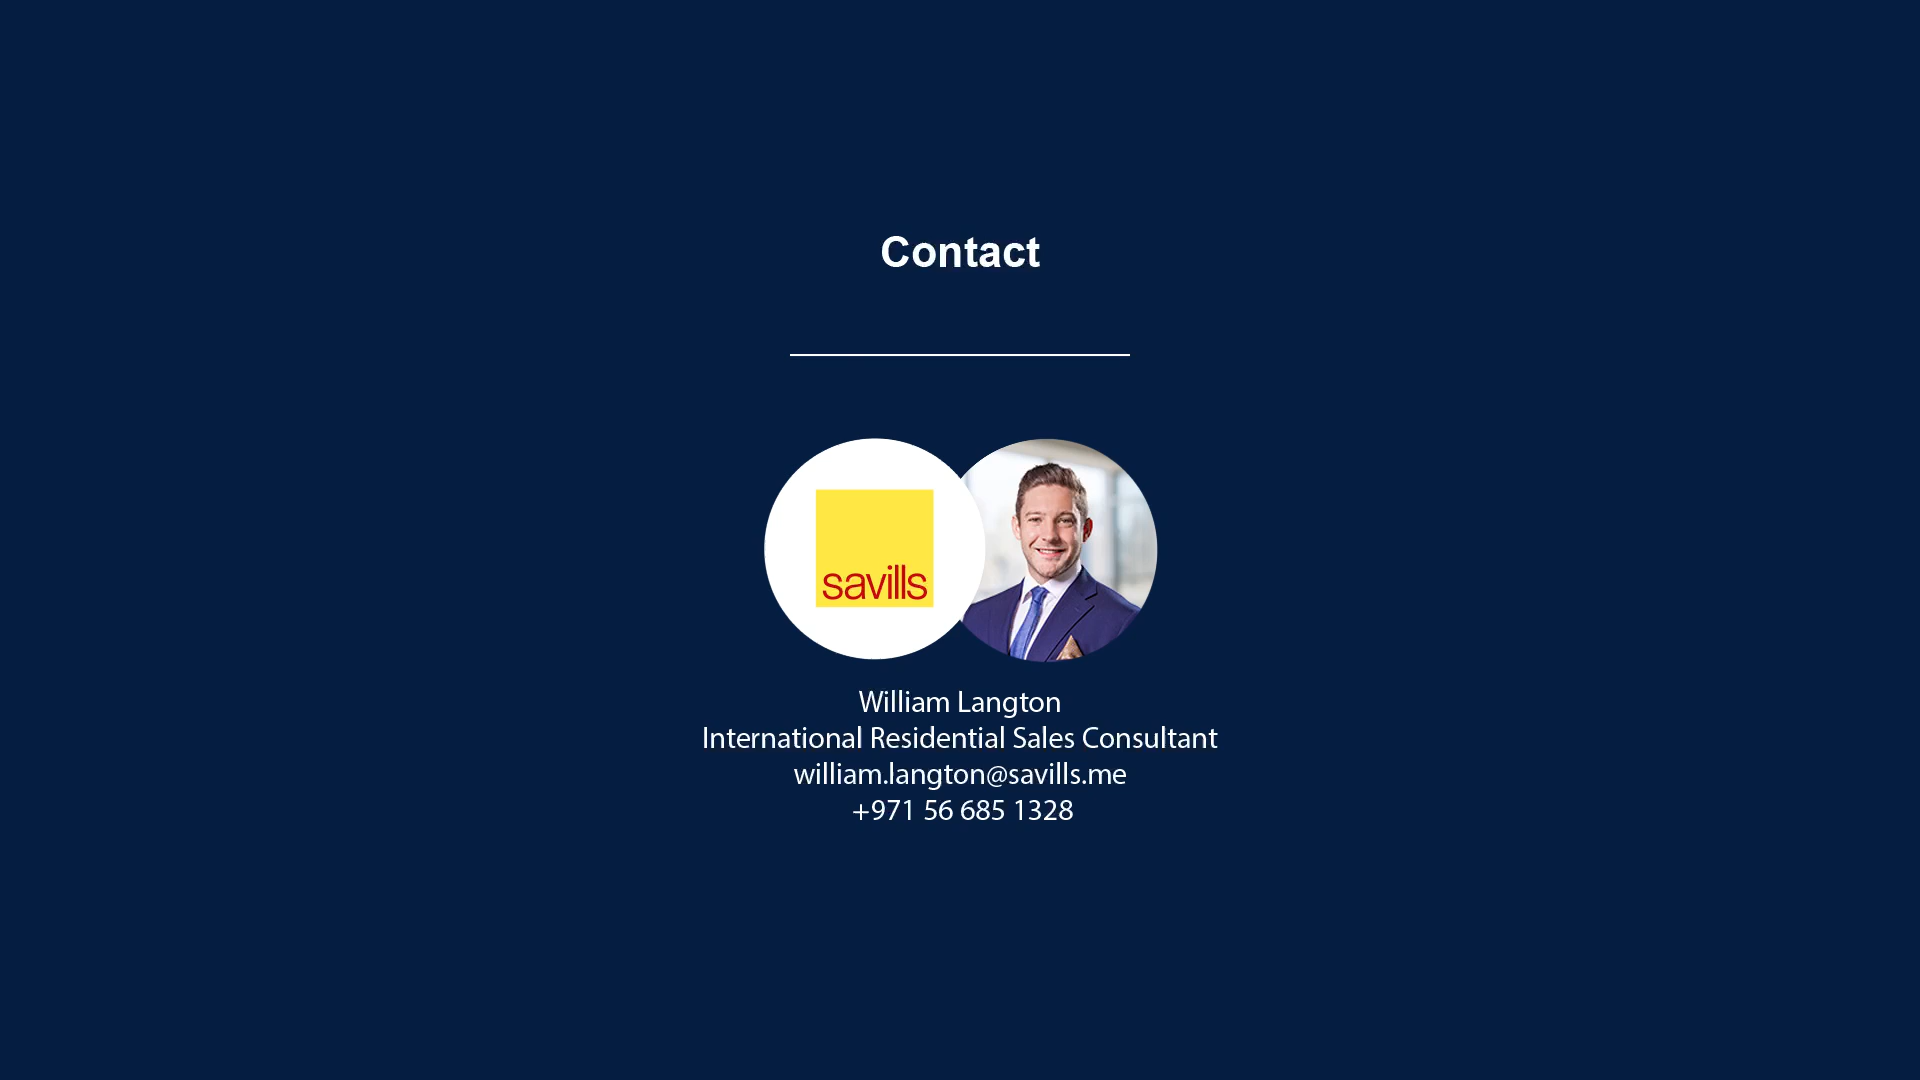 Contact
savills
William Langton
International Residential Sales Consultant
william.langton@savills.me
+971 56 685 1328